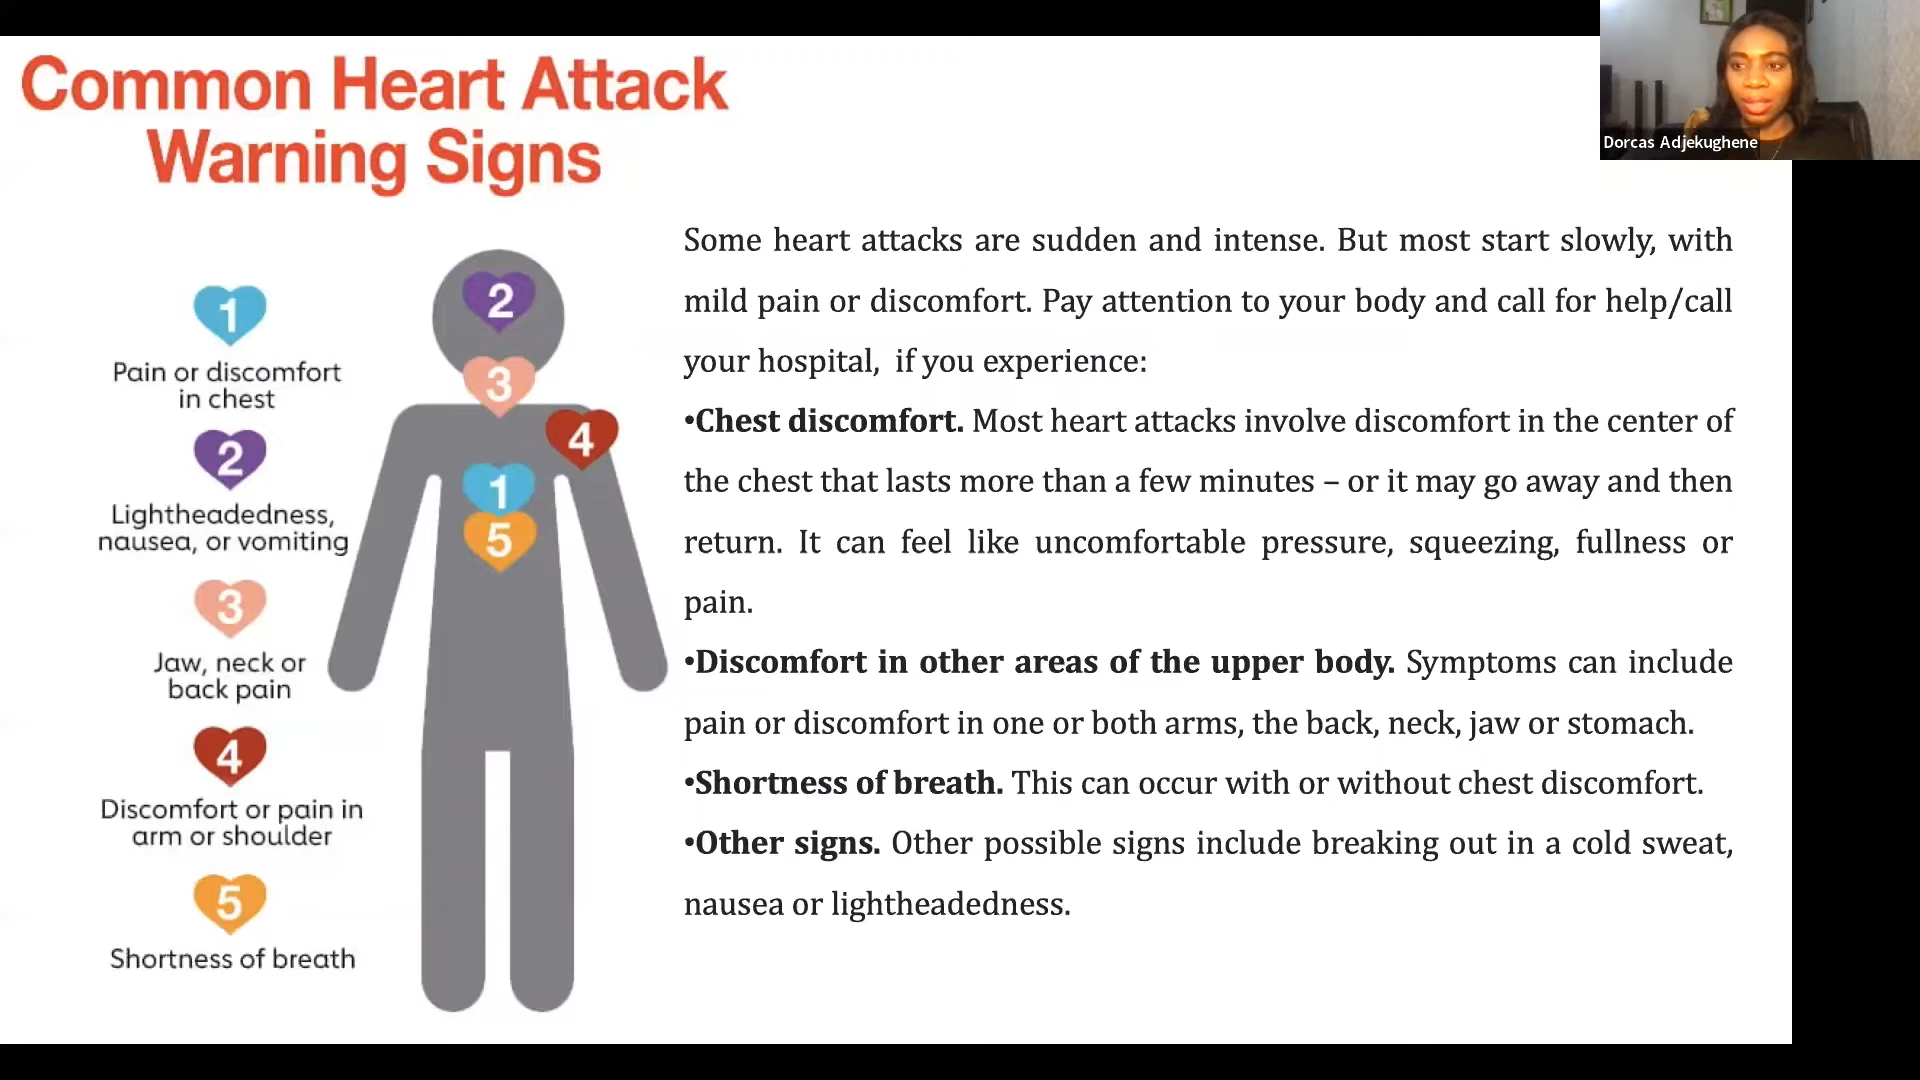 Common Heart Attack
Warning Signs
Dorcas Adjekughene
1
Pain or discomfort
in chest
2
Lightheadedness,
nausea, or vomiting
3
Jaw, neck or
back pain
4
Discomfort or pain in
arm or shoulder
5
Shortness of breath
2
3
4
1
5
Some heart attacks are sudden and intense. But most start slowly, with
mild pain or discomfort. Pay attention to your body and call for help/call
your hospital, if you experience:
•Chest discomfort. Most heart attacks involve discomfort in the center of
the chest that lasts more than a few minutes – or it may go away and then
return. It can feel like uncomfortable pressure, squeezing, fullness or
pain.
•Discomfort in other areas of the upper body. Symptoms can include
pain or discomfort in one or both arms, the back, neck, jaw or stomach.
•Shortness of breath. This can occur with or without chest discomfort.
•Other signs. Other possible signs include breaking out in a cold sweat,
nausea or lightheadedness.